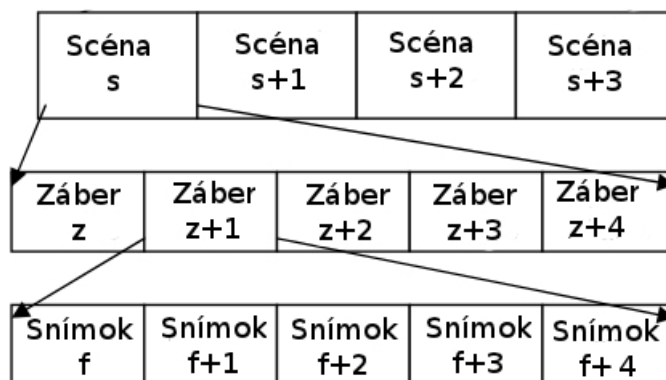 Scéna
s
Scéna
s+1
Scéna
s+2
Scéna
s+3
Záber
z
Záber
z+1
Záber
z+2
Záber
z+3
Záber
z+4
Snímok
f
Snímok
f+1
Snímok
f+2
Snímok
f+3
Snímok
f+ 4